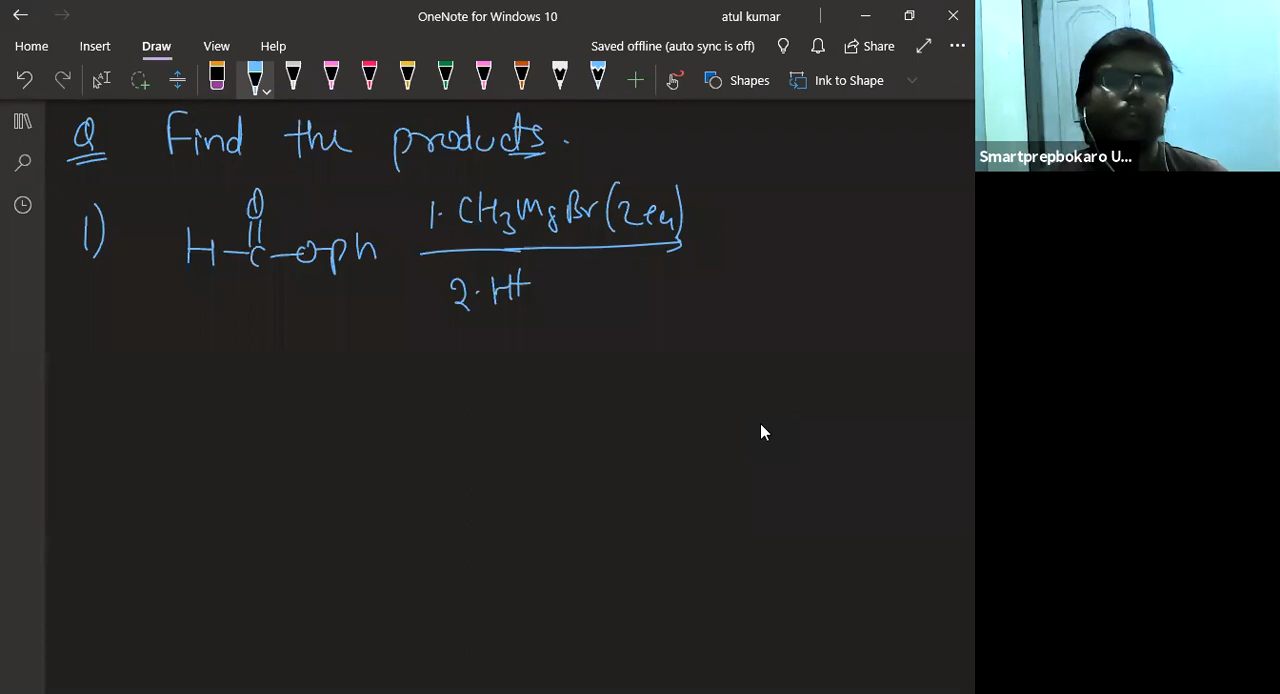 OneNote for Windows 10
atul kumar
Home Insert Draw View Help
Saved offline (auto sync is off)
Share
Shapes
Ink to Shape
Smartprepbokaro U...
Q Find the products.
O
1) H-C-O-ph 1. CH3MgBr (2eq)
2. H+